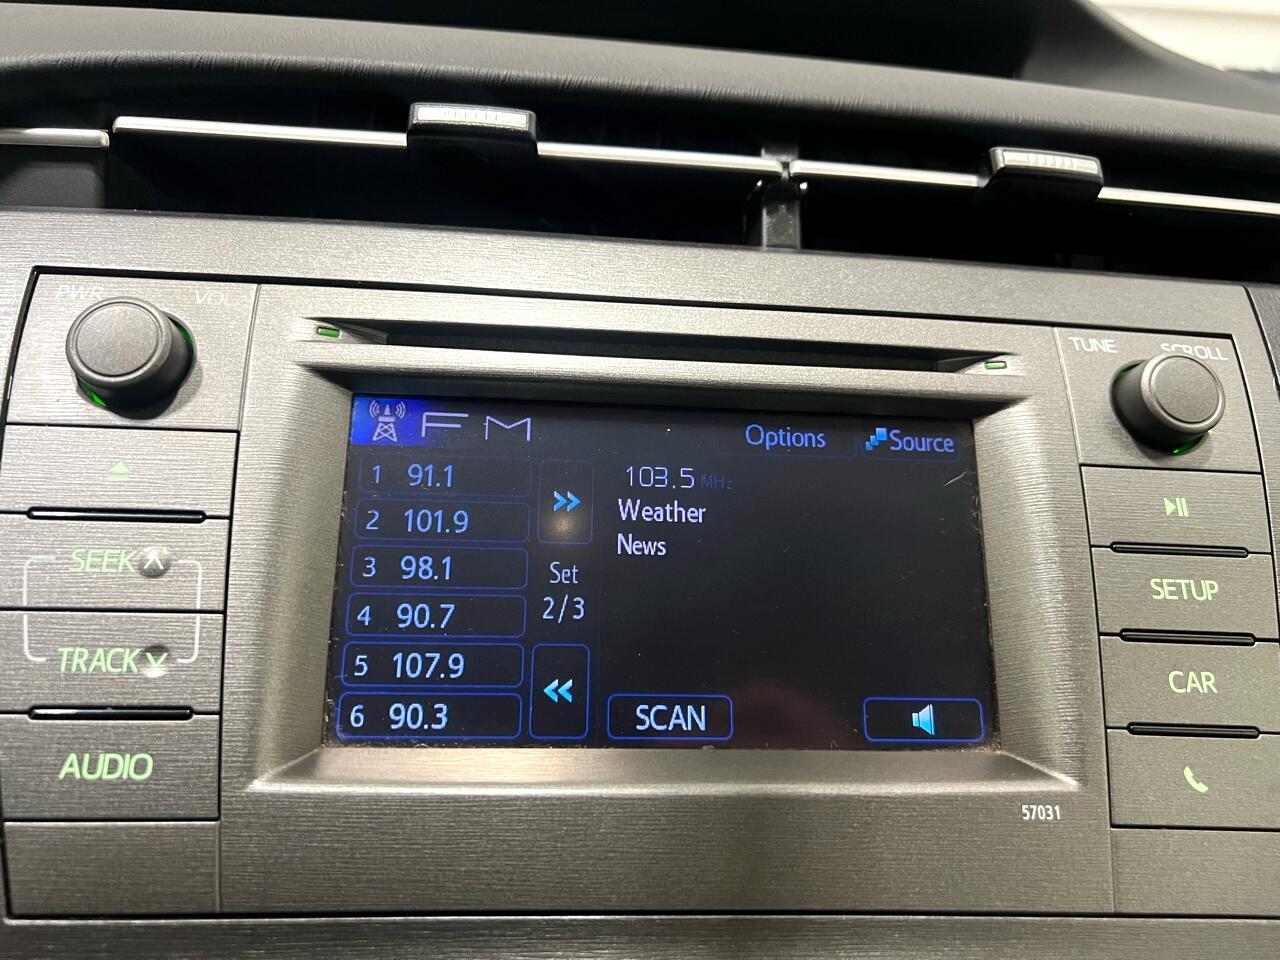 PWR VOL
TUNE SCROLL
FM
Options
Source
1 91.1
2 101.9
3 98.1
4 90.7
5 107.9
6 90.3
Set
2/3
103.5 MHz
Weather
News
SCAN
SEEK
TRACK
AUDIO
SETUP
CAR
57031